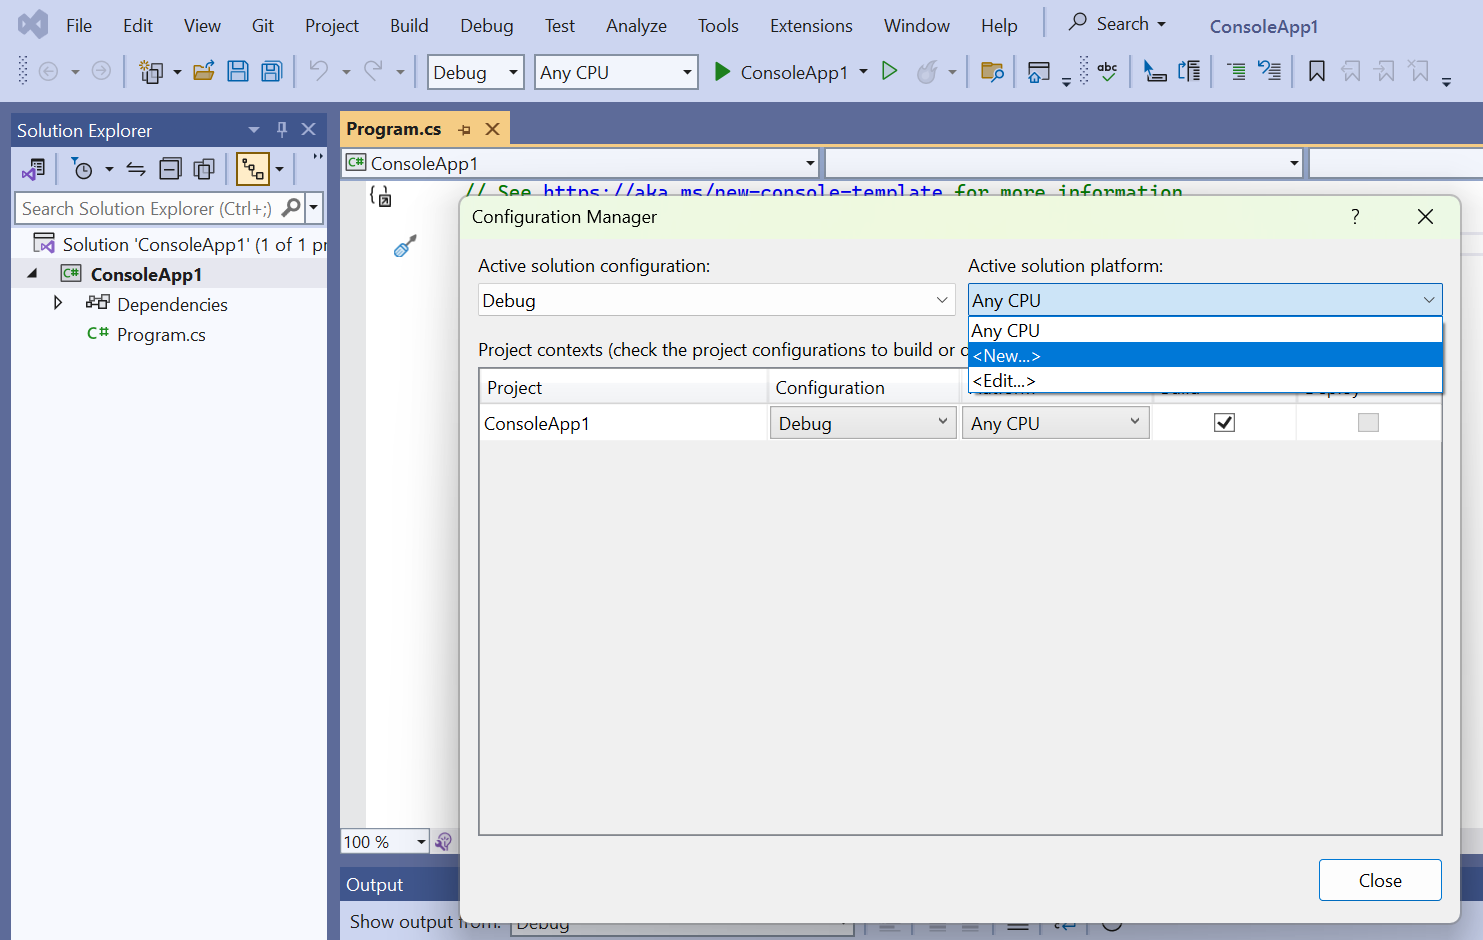 File Edit View Git Project Build Debug Test Analyze Tools Extensions Window Help Search ConsoleApp1
Debug Any CPU ConsoleApp1 abc
Solution Explorer
Search Solution Explorer (Ctrl+;)
Solution 'ConsoleApp1' (1 of 1 pr
C# ConsoleApp1
Dependencies
C# Program.cs
Program.cs
C# ConsoleApp1
// See https://aka.ms/new-console-template for more information
Configuration Manager ?
Active solution configuration: Active solution platform:
Debug Any CPU
Any CPU
<New...>
<Edit...>
Project contexts (check the project configurations to build or
Project Configuration
ConsoleApp1 Debug Any CPU
Close
100 %
Output
Show output from: Debug